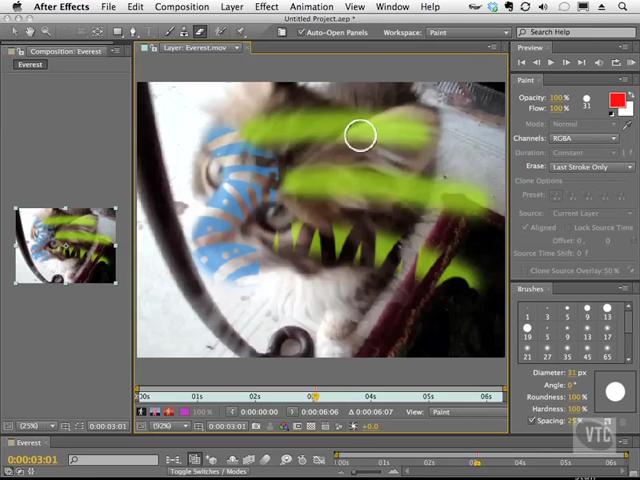 After Effects File Edit Composition Layer Effect Animation View Window Help
Untitled Project.aep *
Auto-Open Panels Workspace: Paint Search Help
Composition: Everest
Layer: Everest.mov
Preview
Everest
Paint
Opacity: 100 %
Flow: 100 %
31
Mode: Normal
Channels: RGBA
Duration: Constant
Erase: Last Stroke Only
Clone Options
Preset:
Source: Current Layer
Aligned Lock Source Time
Offset: 0 , 0
Source Time Shift: 0 f
Clone Source Overlay: 50 %
Brushes
1 3 5 9 13
19 5 9 13 17
21 27 35 45 65
Diameter: 31 px
Angle: 0 °
Roundness: 100 %
Hardness: 100 %
Spacing: 25 %
VTC
:00s 01s 02s 03s 04s 05s 06s
100 % 0:00:00:00 0:00:06:06 Δ 0:00:06:07 View: Paint
(25%) 0:00:03:01 (92%) 0:00:03:01 +0.0
Everest
0:00:03:01
:00s 01s 02s 03s 04s 05s 06s
Toggle Switches / Modes